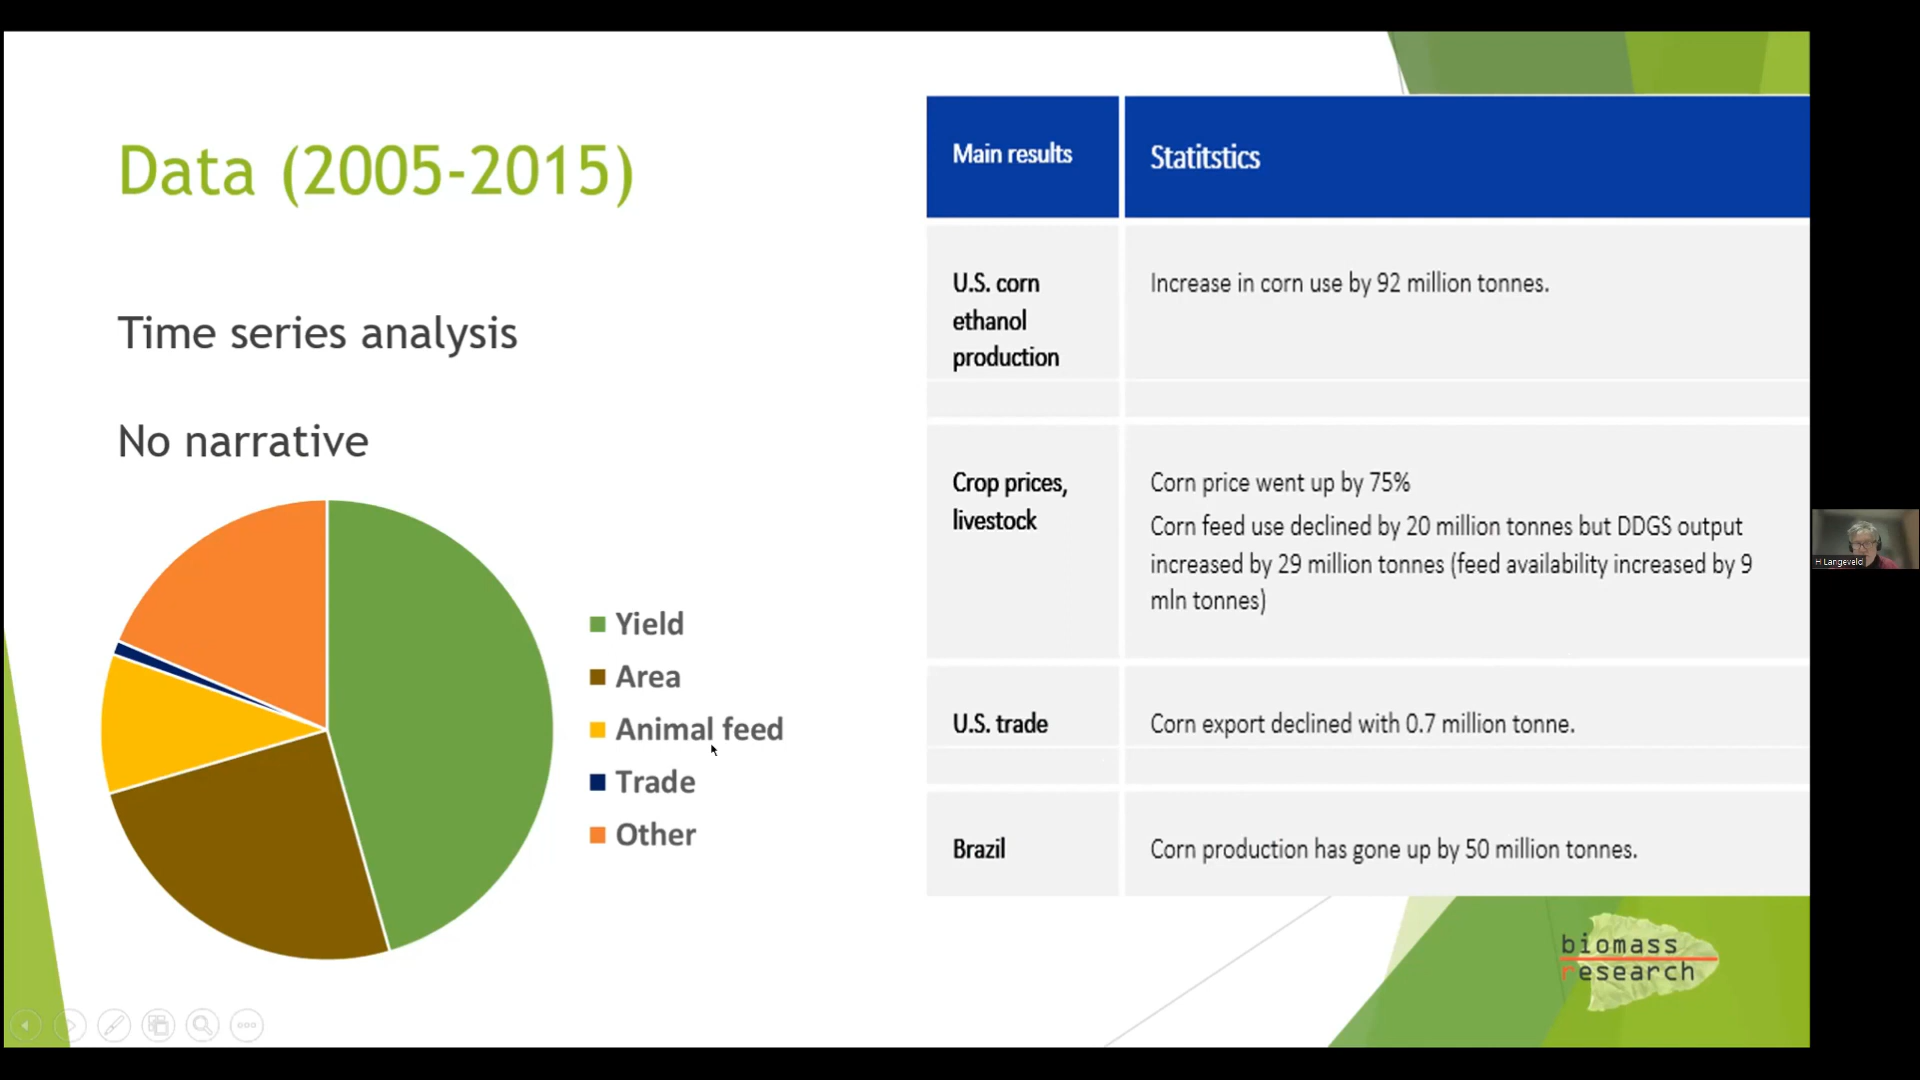 Data (2005-2015)
Time series analysis
No narrative
Yield
Area
Animal feed
Trade
Other
Main results
Statitstics
U.S. corn
ethanol
production
Increase in corn use by 92 million tonnes.
Crop prices,
livestock
Corn price went up by 75%
Corn feed use declined by 20 million tonnes but DDGS output
increased by 29 million tonnes (feed availability increased by 9
mln tonnes)
U.S. trade
Corn export declined with 0.7 million tonne.
Brazil
Corn production has gone up by 50 million tonnes.
biomass
research
H Langeveld